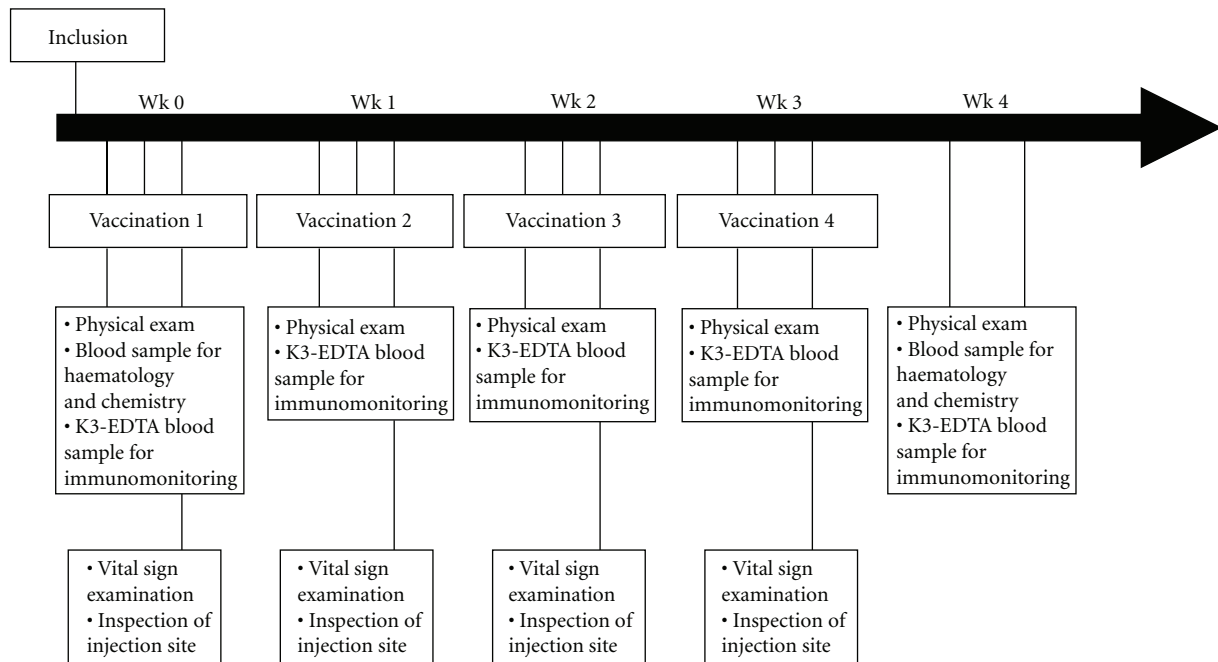 Inclusion
Wk 0
Wk 1
Wk 2
Wk 3
Wk 4
Vaccination 1
Vaccination 2
Vaccination 3
Vaccination 4
• Physical exam
• Blood sample for
haematology
and chemistry
• K3-EDTA blood
sample for
immunomonitoring
• Physical exam
• K3-EDTA blood
sample for
immunomonitoring
• Physical exam
• K3-EDTA blood
sample for
immunomonitoring
• Physical exam
• K3-EDTA blood
sample for
immunomonitoring
• Physical exam
• Blood sample for
haematology
and chemistry
• K3-EDTA blood
sample for
immunomonitoring
• Vital sign
examination
• Inspection of
injection site
• Vital sign
examination
• Inspection of
injection site
• Vital sign
examination
• Inspection of
injection site
• Vital sign
examination
• Inspection of
injection site